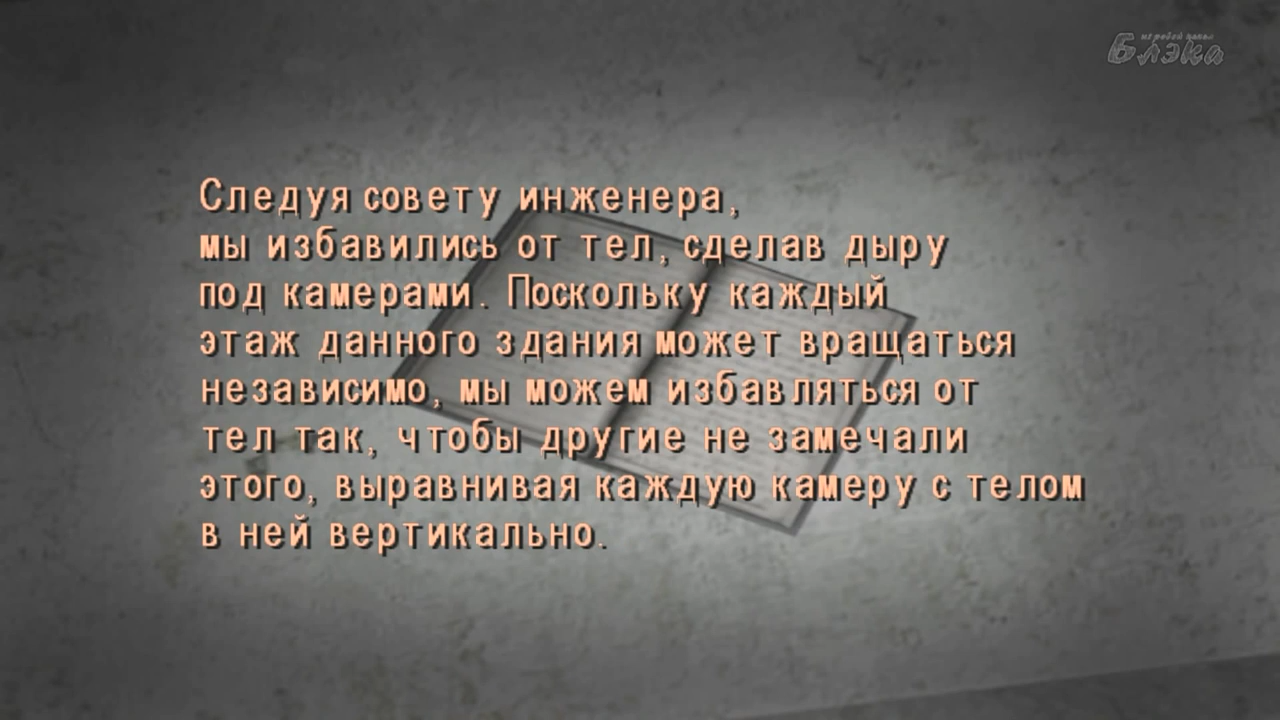 Блэка
Следуя совету инженера,
мы избавились от тел, сделав дыру
под камерами. Поскольку каждый
этаж данного здания может вращаться
независимо, мы можем избавляться от
тел так, чтобы другие не замечали
этого, выравнивая каждую камеру с телом
в ней вертикально.